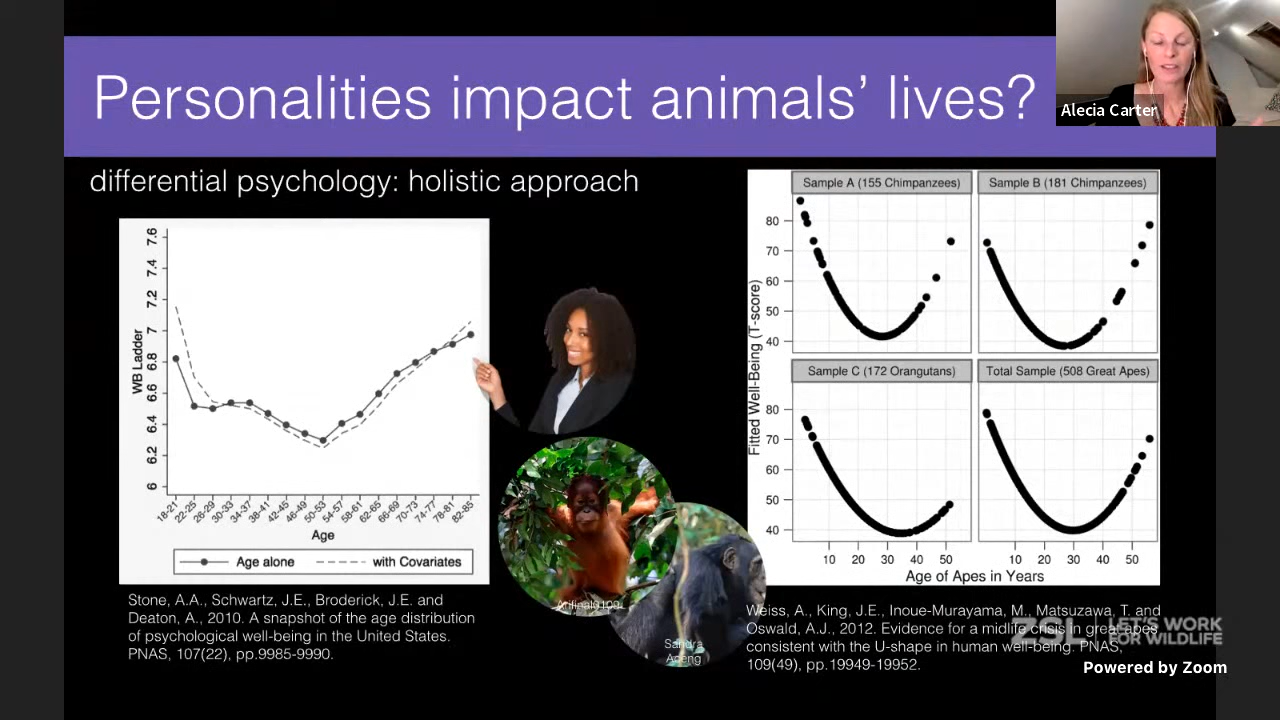 Personalities impact animals' lives?
Alecia Carter
differential psychology: holistic approach
WB Ladder
7.6
7.4
7.2
7
6.8
6.6
6.4
6.2
6
18-21
22-25
26-29
30-33
34-37
38-41
42-45
46-49
50-53
54-57
58-61
62-65
66-69
70-73
74-77
78-81
82-85
Age
Age alone
with Covariates
Stone, A.A., Schwartz, J.E., Broderick, J.E. and
Deaton, A., 2010. A snapshot of the age distribution
of psychological well-being in the United States.
PNAS, 107(22), pp.9985-9990.
Sandra
Fitted Well-Being (T-score)
Sample A (155 Chimpanzees)
Sample B (181 Chimpanzees)
80
70
60
50
40
Sample C (172 Orangutans)
Total Sample (508 Great Apes)
80
70
60
50
40
10 20 30 40 50
10 20 30 40 50
Age of Apes in Years
Weiss, A., King, J.E., Inoue-Murayama, M., Matsuzawa, T. and
Oswald, A.J., 2012. Evidence for a midlife crisis in great apes
consistent with the U-shape in human well-being. PNAS,
109(49), pp.19949-19952.
ZSL LET'S WORK
FOR WILDLIFE
Powered by Zoom